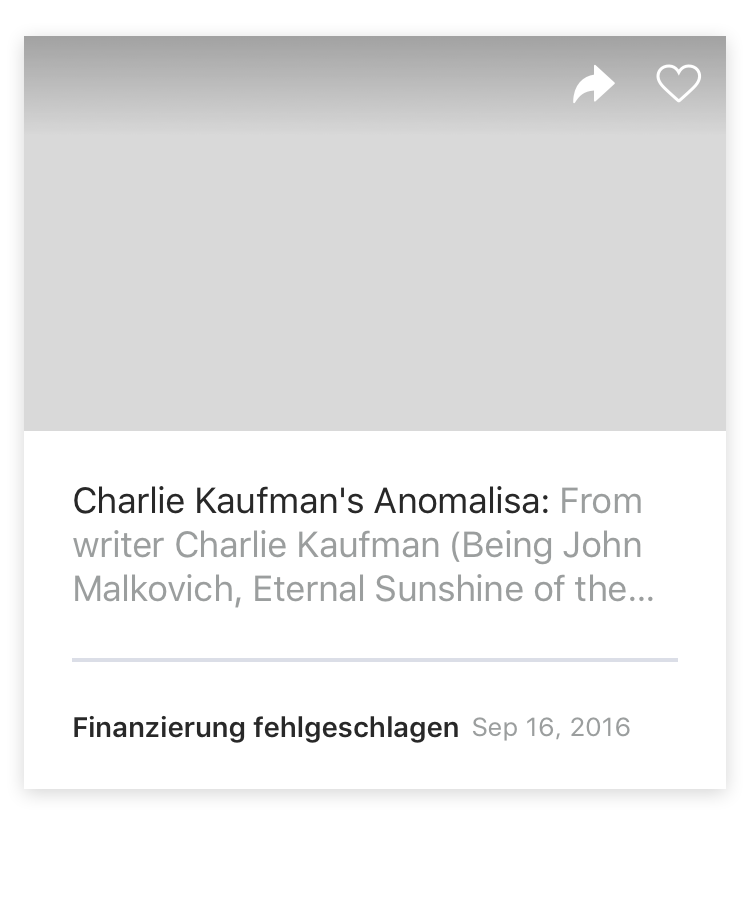 Charlie Kaufman's Anomalisa: From
writer Charlie Kaufman (Being John
Malkovich, Eternal Sunshine of the...
Finanzierung fehlgeschlagen Sep 16, 2016